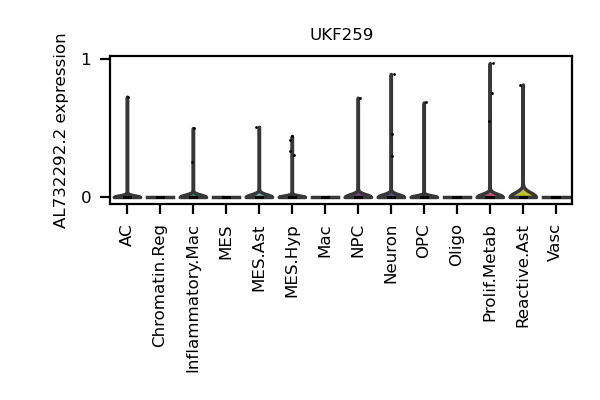 UKF259
AL732292.2 expression
1
0
AC
Chromatin.Reg
Inflammatory.Mac
MES
MES.Ast
MES.Hyp
Mac
NPC
Neuron
OPC
Oligo
Prolif.Metab
Reactive.Ast
Vasc